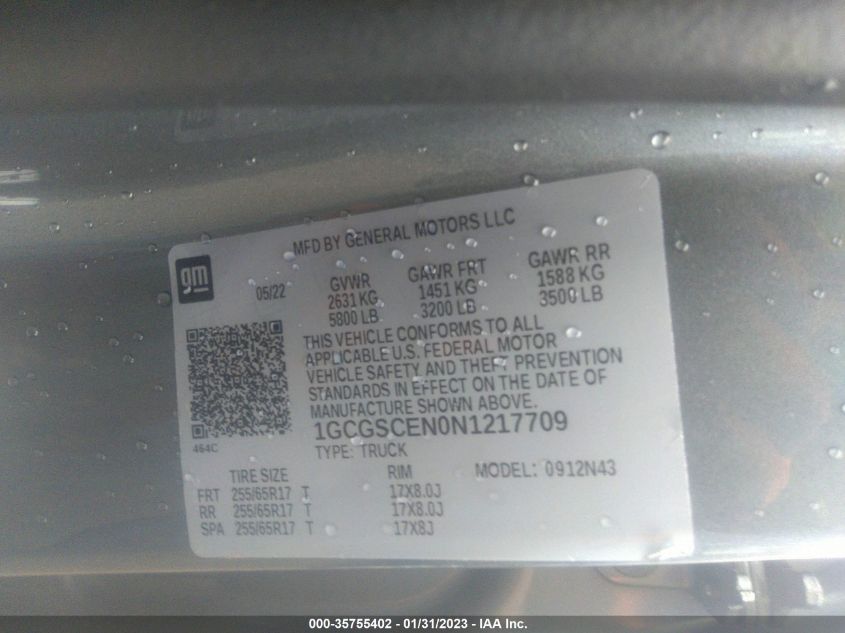 MFD BY GENERAL MOTORS LLC
gm
05/22
GVWR
2631 KG
5800 LB
GAWR FRT
1451 KG
3200 LB
GAWR RR
1588 KG
3500 LB
THIS VEHICLE CONFORMS TO ALL
APPLICABLE U.S. FEDERAL MOTOR
VEHICLE SAFETY AND THEFT PREVENTION
STANDARDS IN EFFECT ON THE DATE OF
MANUFACTURE SHOWN ABOVE.
1GCGSCEN0N1217709
464C
TYPE: TRUCK
MODEL: 0912N43
TIRE SIZE RIM
FRT 255/65R17 T 17X8.0J
RR 255/65R17 T 17X8.0J
SPA 255/65R17 T 17X8J
000-35755402 - 01/31/2023 - IAA Inc.